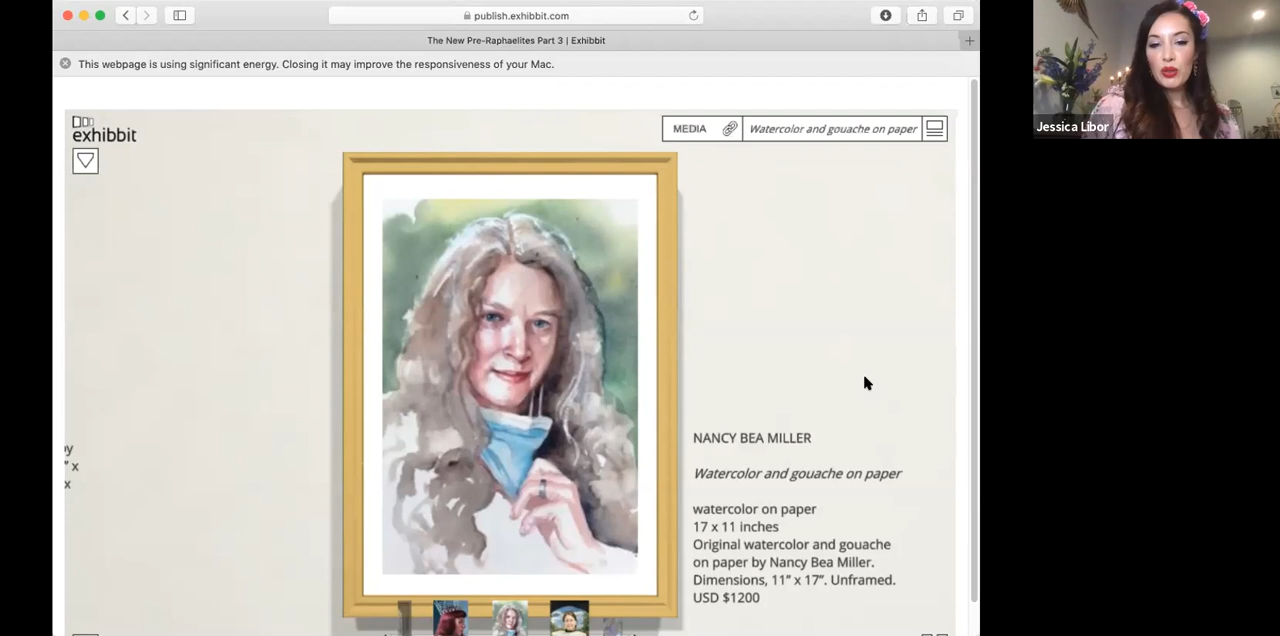 publish.exhibbit.com
The New Pre-Raphaelites Part 3 | Exhibbit
This webpage is using significant energy. Closing it may improve the responsiveness of your Mac.
exhibbit
MEDIA
Watercolor and gouache on paper
Jessica Libor
NANCY BEA MILLER
Watercolor and gouache on paper
watercolor on paper
17 x 11 inches
Original watercolor and gouache
on paper by Nancy Bea Miller.
Dimensions, 11” x 17”. Unframed.
USD $1200
” x
x